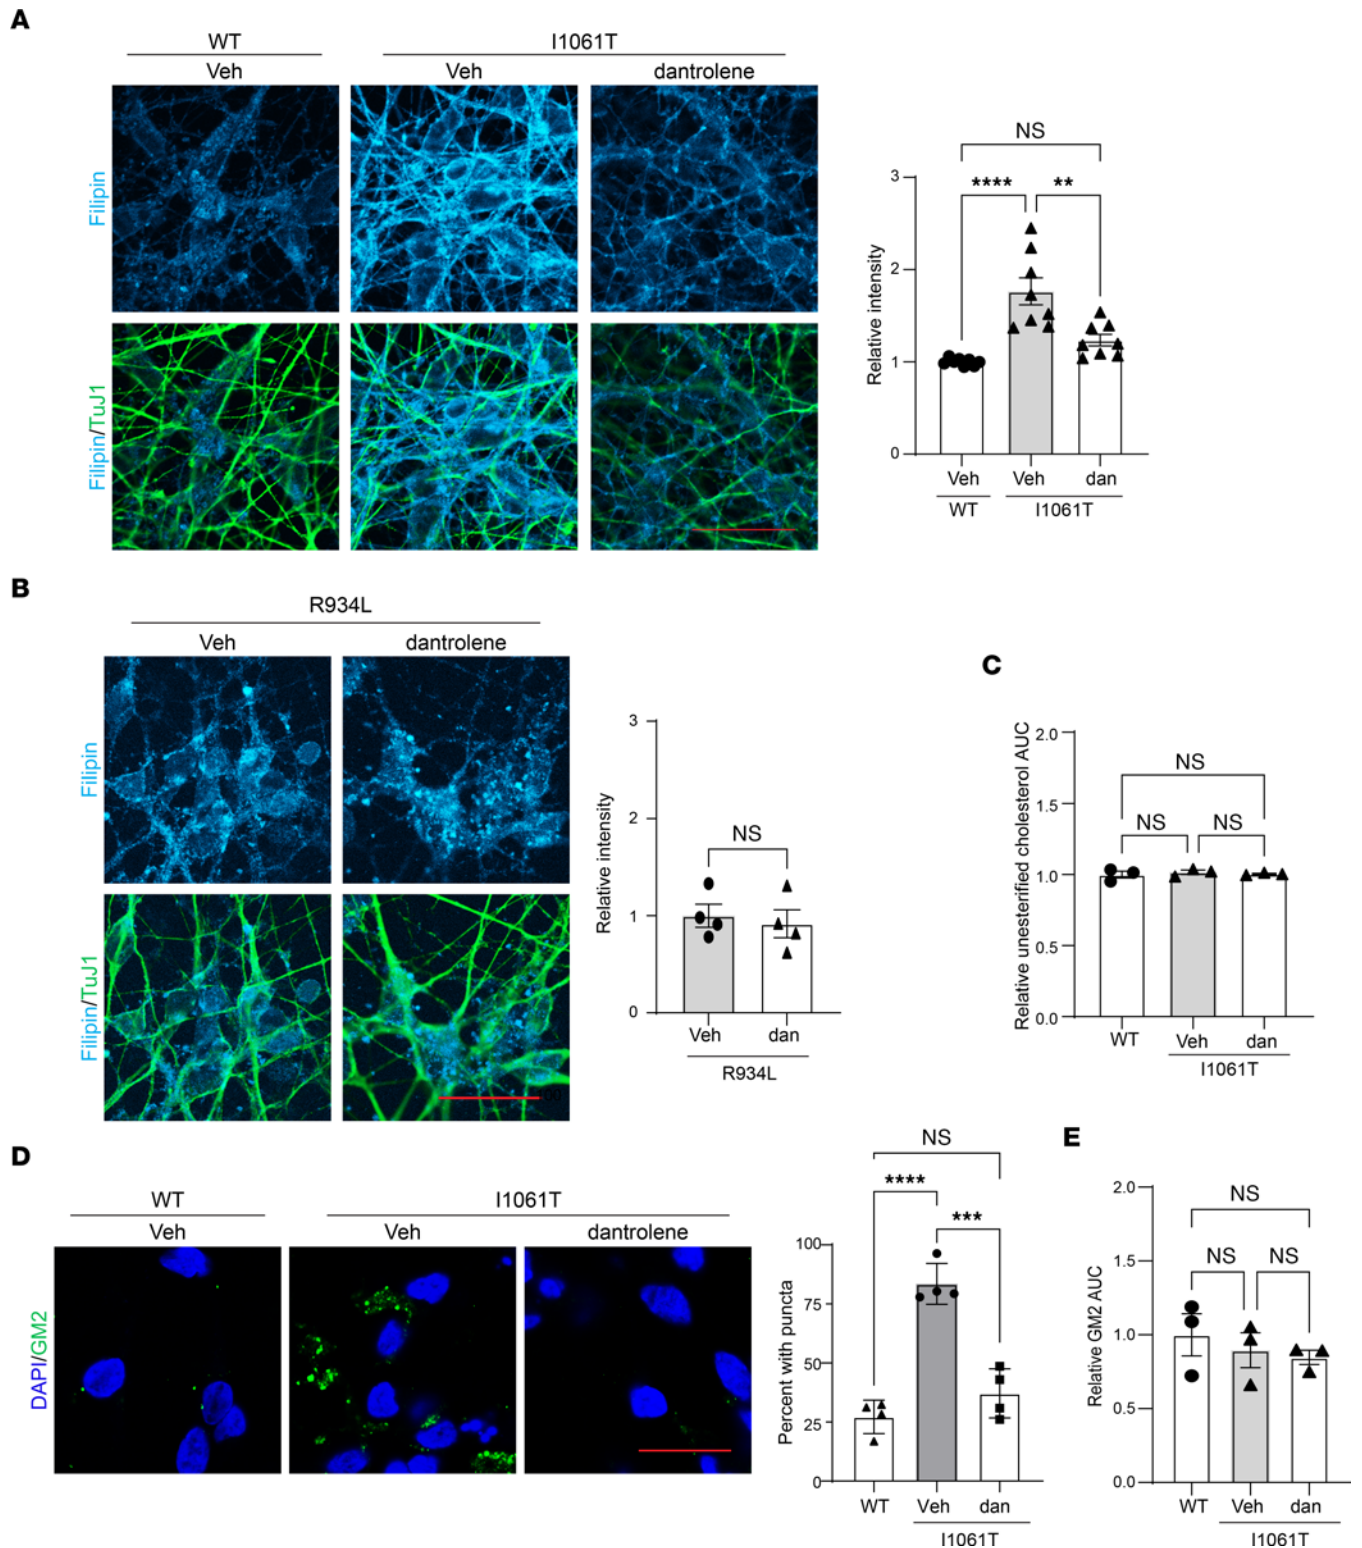 A
WT
I1061T
Veh
Veh
dantrolene
Filipin
Filipin/TuJ1
NS
****
**
3
2
1
0
Relative intensity
Veh
Veh
dan
WT
I1061T
B
R934L
Veh
dantrolene
Filipin
Filipin/TuJ1
3
2
1
0
Relative intensity
NS
Veh
dan
R934L
C
2.0
1.5
1.0
0.5
0.0
Relative unesterified cholesterol AUC
NS
NS
NS
WT
Veh
dan
I1061T
D
WT
I1061T
Veh
Veh
dantrolene
DAPI/GM2
NS
****
***
100
75
50
25
0
Percent with puncta
WT
Veh
dan
I1061T
E
2.0
1.5
1.0
0.5
0.0
Relative GM2 AUC
NS
NS
NS
WT
Veh
dan
I1061T